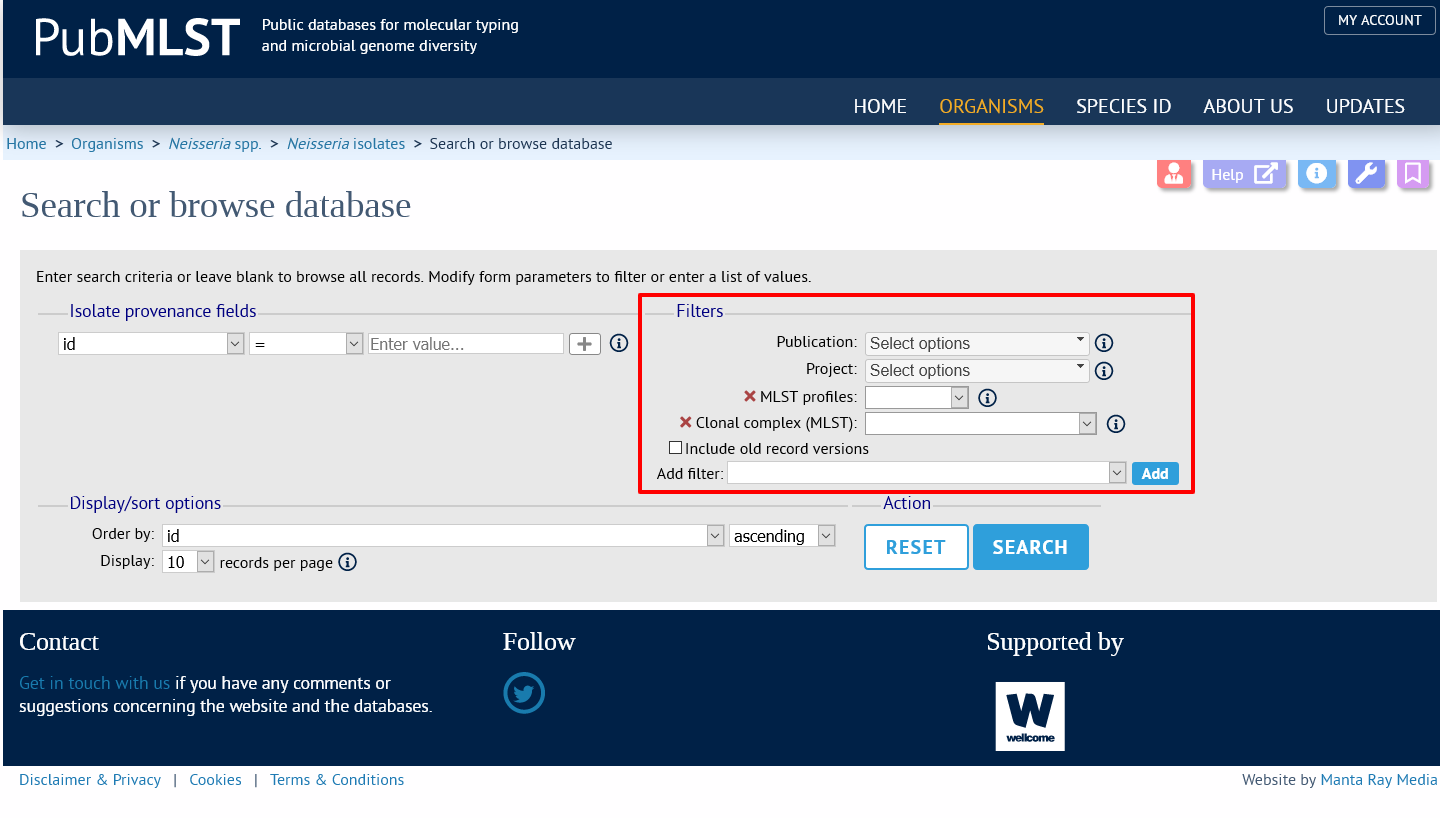 PubMLST
Public databases for molecular typing
and microbial genome diversity
MY ACCOUNT
HOME ORGANISMS SPECIES ID ABOUT US UPDATES
Home > Organisms > Neisseria spp. > Neisseria isolates > Search or browse database
Help
Search or browse database
Enter search criteria or leave blank to browse all records. Modify form parameters to filter or enter a list of values.
Isolate provenance fields
id = Enter value... +
Filters
Publication: Select options
Project: Select options
MLST profiles:
Clonal complex (MLST):
Include old record versions
Add filter: Add
Display/sort options
Order by: id ascending
Display: 10 records per page
Action
RESET SEARCH
Contact
Get in touch with us if you have any comments or
suggestions concerning the website and the databases.
Follow
Supported by
W
wellcome
Disclaimer & Privacy | Cookies | Terms & Conditions
Website by Manta Ray Media